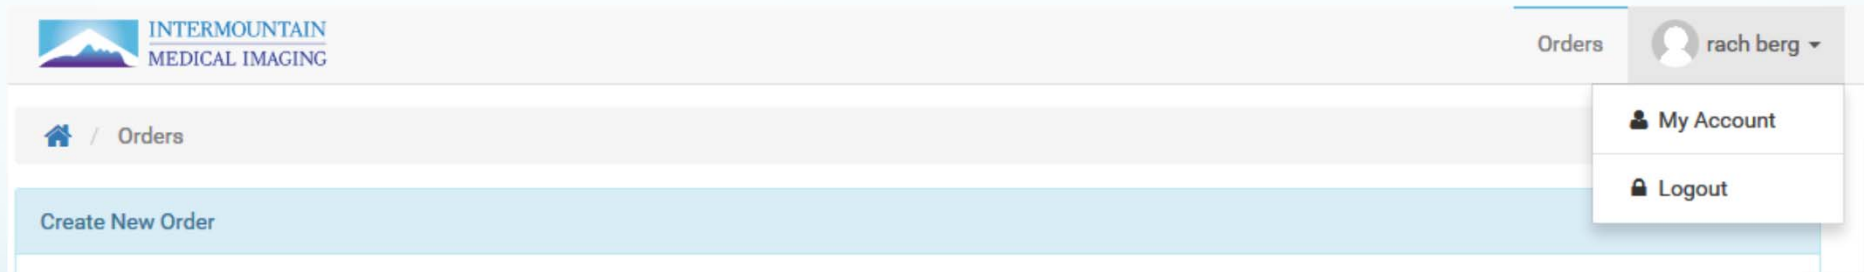 INTERMOUNTAIN
MEDICAL IMAGING
Orders
rach berg
My Account
Logout
/ Orders
Create New Order